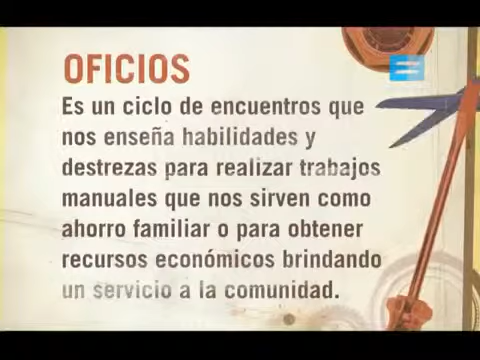 OFICIOS
Es un ciclo de encuentros que
nos enseña habilidades y
destrezas para realizar trabajos
manuales que nos sirven como
ahorro familiar o para obtener
recursos económicos brindando
un servicio a la comunidad.